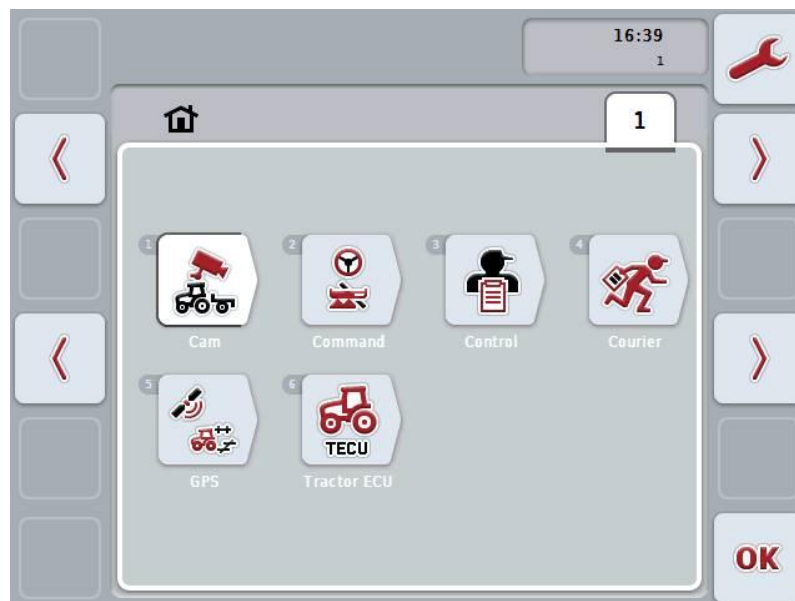 16:39
1
1
1
2
3
4
Cam
Command
Control
Courier
5
6
TECU
GPS
Tractor ECU
OK